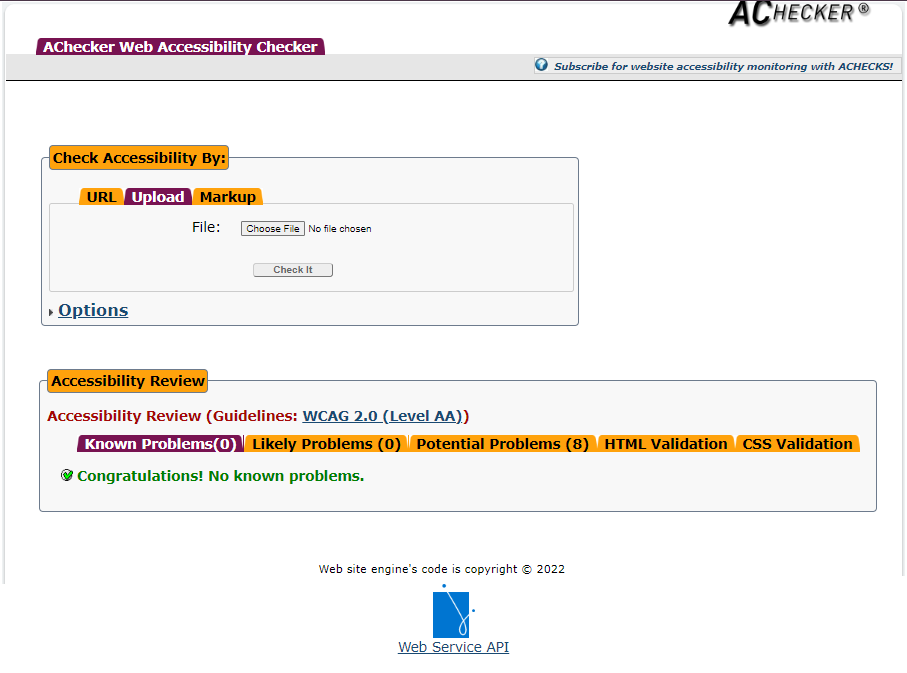 ACHECKER®
AChecker Web Accessibility Checker
Subscribe for website accessibility monitoring with ACHECKS!
Check Accessibility By:
URL Upload Markup
File: Choose File No file chosen
Check It
Options
Accessibility Review
Accessibility Review (Guidelines: WCAG 2.0 (Level AA))
Known Problems(0) Likely Problems (0) Potential Problems (8) HTML Validation CSS Validation
Congratulations! No known problems.
Web site engine's code is copyright © 2022
Web Service API